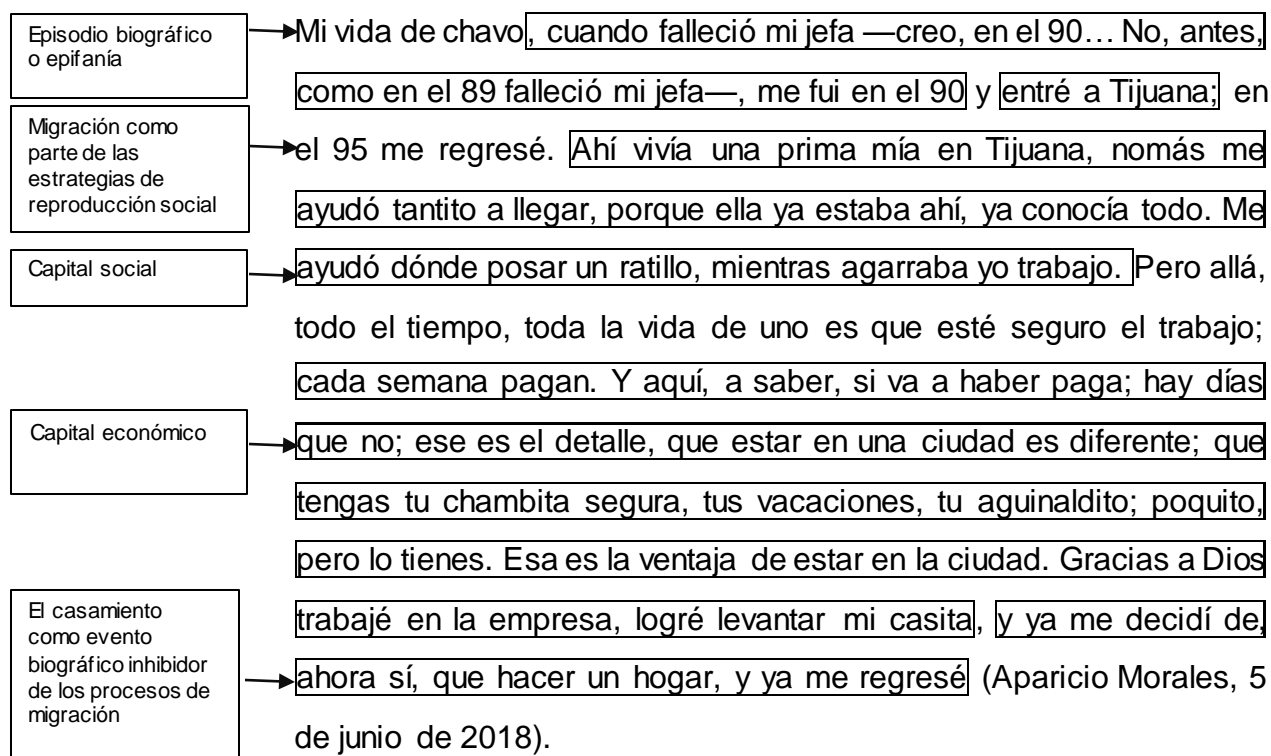 Episodio biográfico
o epifanía
Migración como
parte de las
estrategias de
reproducción social
Capital social
Capital económico
El casamiento
como evento
biográfico inhibidor
de los procesos de
migración
Mi vida de chavo, cuando falleció mi jefa —creo, en el 90… No, antes,
como en el 89 falleció mi jefa—, me fui en el 90 y entré a Tijuana; en
el 95 me regresé. Ahí vivía una prima mía en Tijuana, nomás me
ayudó tantito a llegar, porque ella ya estaba ahí, ya conocía todo. Me
ayudó dónde posar un ratillo, mientras agarraba yo trabajo. Pero allá,
todo el tiempo, toda la vida de uno es que esté seguro el trabajo;
cada semana pagan. Y aquí, a saber, si va a haber paga; hay días
que no; ese es el detalle, que estar en una ciudad es diferente; que
tengas tu chambita segura, tus vacaciones, tu aguinaldito; poquito,
pero lo tienes. Esa es la ventaja de estar en la ciudad. Gracias a Dios
trabajé en la empresa, logré levantar mi casita, y ya me decidí de,
ahora sí, que hacer un hogar, y ya me regresé (Aparicio Morales, 5
de junio de 2018).